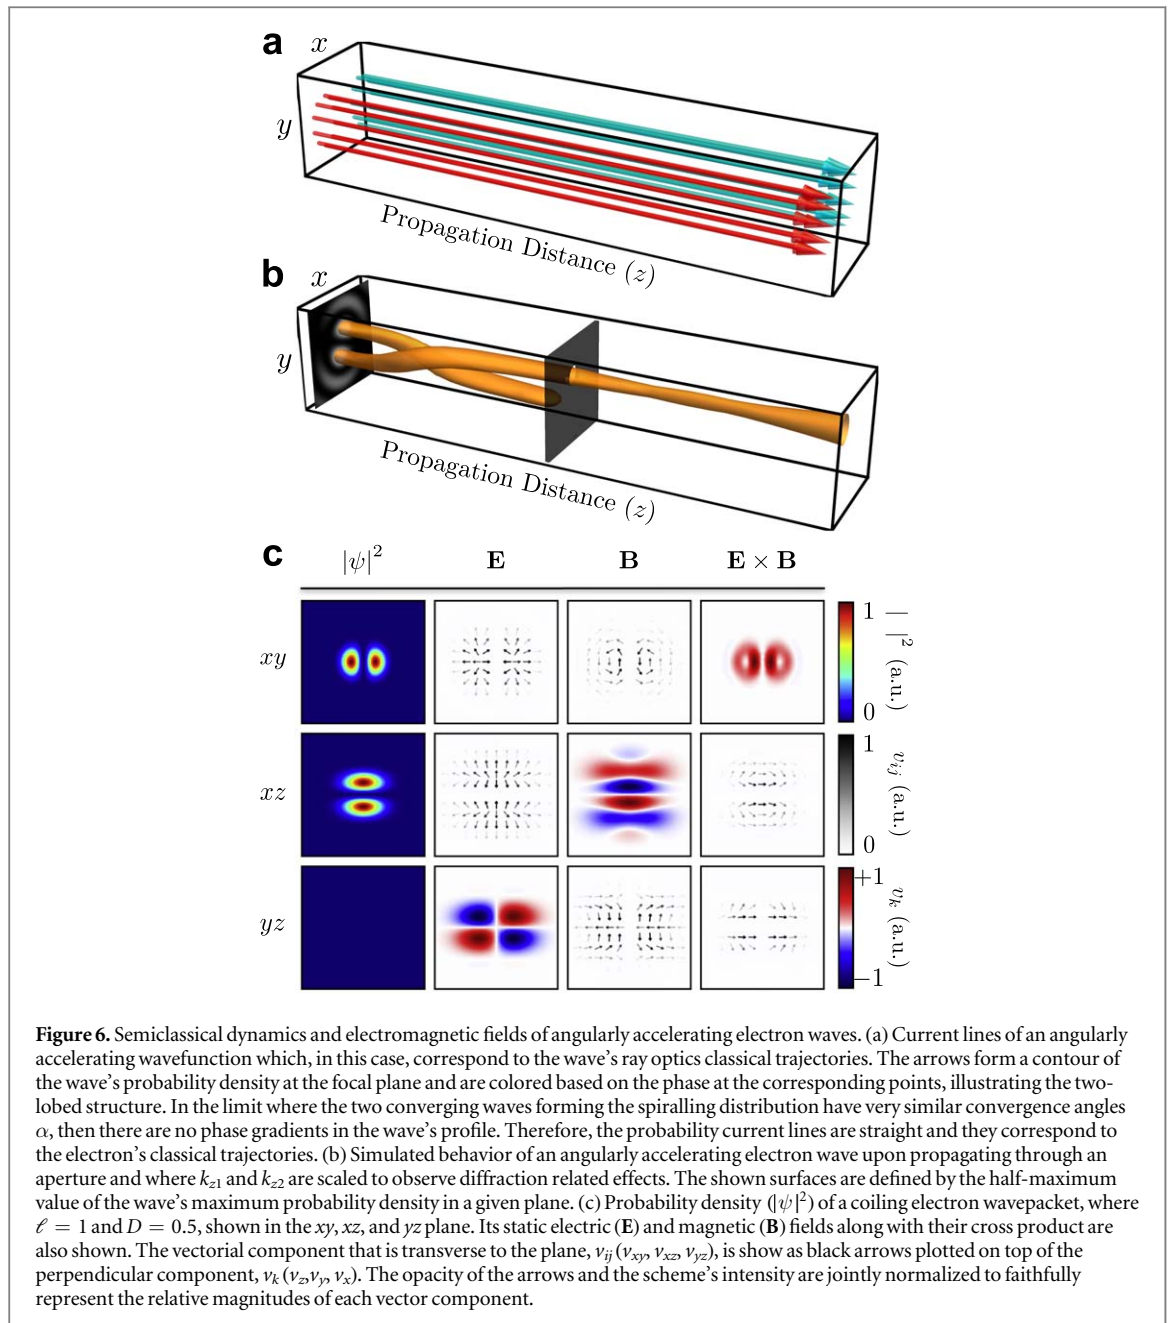 a
x
y
Propagation Distance (z)
b
x
y
Propagation Distance (z)
c
|ψ|² E B E × B
xy
xz
yz
1
| |² (a.u.)
0
1
v_ij (a.u.)
0
+1
v_k (a.u.)
−1
Figure 6. Semiclassical dynamics and electromagnetic fields of angularly accelerating electron waves. (a) Current lines of an angularly
accelerating wavefunction which, in this case, correspond to the wave's ray optics classical trajectories. The arrows form a contour of
the wave's probability density at the focal plane and are colored based on the phase at the corresponding points, illustrating the two-
lobed structure. In the limit where the two converging waves forming the spiralling distribution have very similar convergence angles
α, then there are no phase gradients in the wave's profile. Therefore, the probability current lines are straight and they correspond to
the electron's classical trajectories. (b) Simulated behavior of an angularly accelerating electron wave upon propagating through an
aperture and where k_z1 and k_z2 are scaled to observe diffraction related effects. The shown surfaces are defined by the half-maximum
value of the wave's maximum probability density in a given plane. (c) Probability density (|ψ|²) of a coiling electron wavepacket, where
ℓ = 1 and D = 0.5, shown in the xy, xz, and yz plane. Its static electric (E) and magnetic (B) fields along with their cross product are
also shown. The vectorial component that is transverse to the plane, v_ij (v_xy, v_xz, v_yz), is show as black arrows plotted on top of the
perpendicular component, v_k (v_z,v_y, v_x). The opacity of the arrows and the scheme's intensity are jointly normalized to faithfully
represent the relative magnitudes of each vector component.